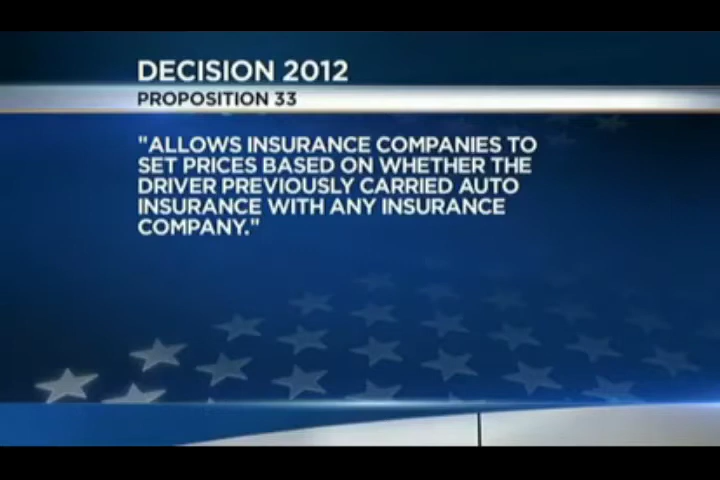 DECISION 2012
PROPOSITION 33
"ALLOWS INSURANCE COMPANIES TO
SET PRICES BASED ON WHETHER THE
DRIVER PREVIOUSLY CARRIED AUTO
INSURANCE WITH ANY INSURANCE
COMPANY."